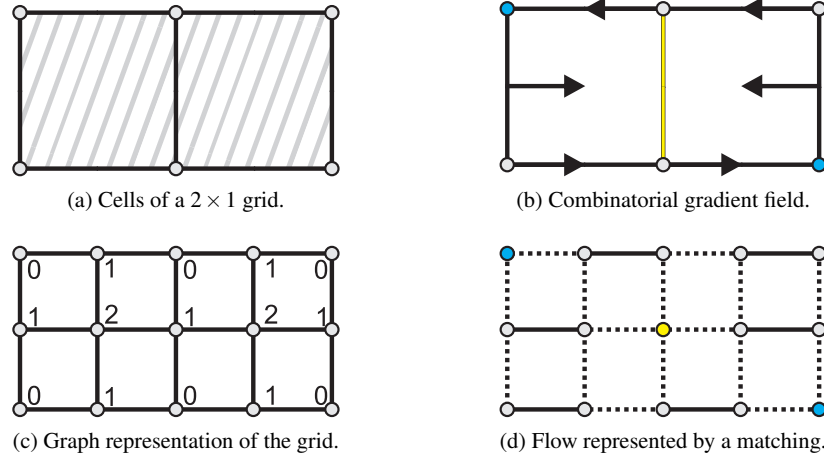 (a) Cells of a 2 × 1 grid.
(b) Combinatorial gradient field.
0 1 0 1 0
1 2 1 2 1
0 1 0 1 0
(c) Graph representation of the grid.
(d) Flow represented by a matching.